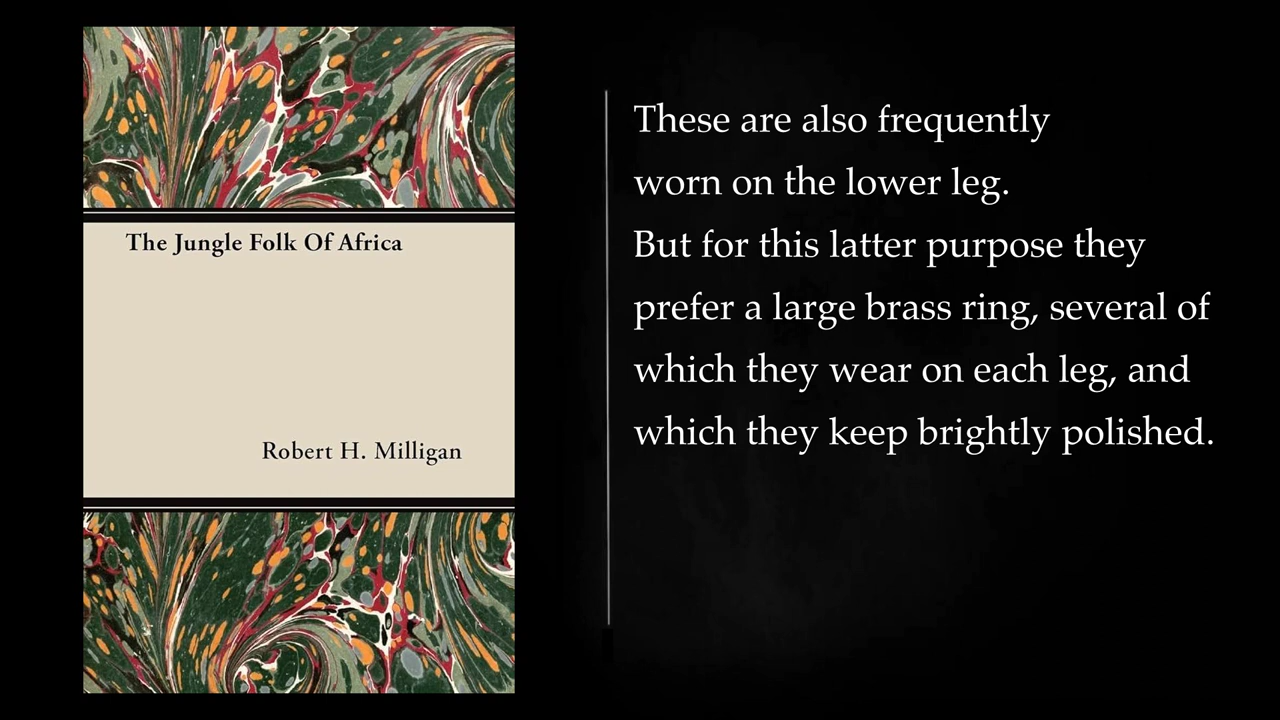 The Jungle Folk Of Africa
Robert H. Milligan
These are also frequently
worn on the lower leg.
But for this latter purpose they
prefer a large brass ring, several of
which they wear on each leg, and
which they keep brightly polished.